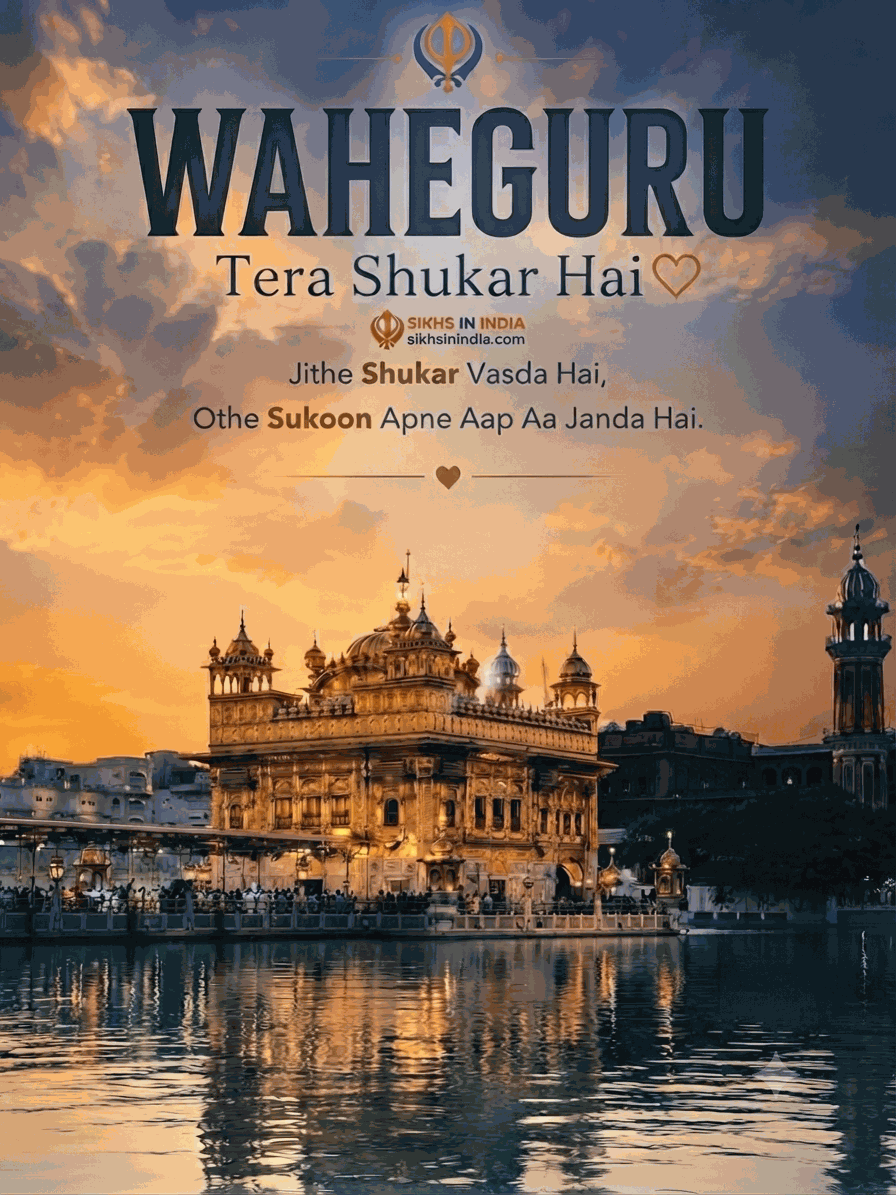 WAHEGURU
Tera Shukar Hai
SIKHS IN INDIA
sikhsinindIa.com
Jithe Shukar Vasda Hai,
Othe Sukoon Apne Aap Aa Janda Hai.